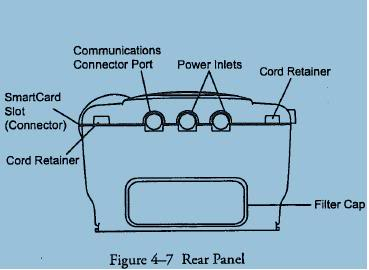 Communications
Connector Port
Power Inlets
Cord Retainer
SmartCard
Slot
(Connector)
Cord Retainer
Filter Cap
Figure 4–7 Rear Panel